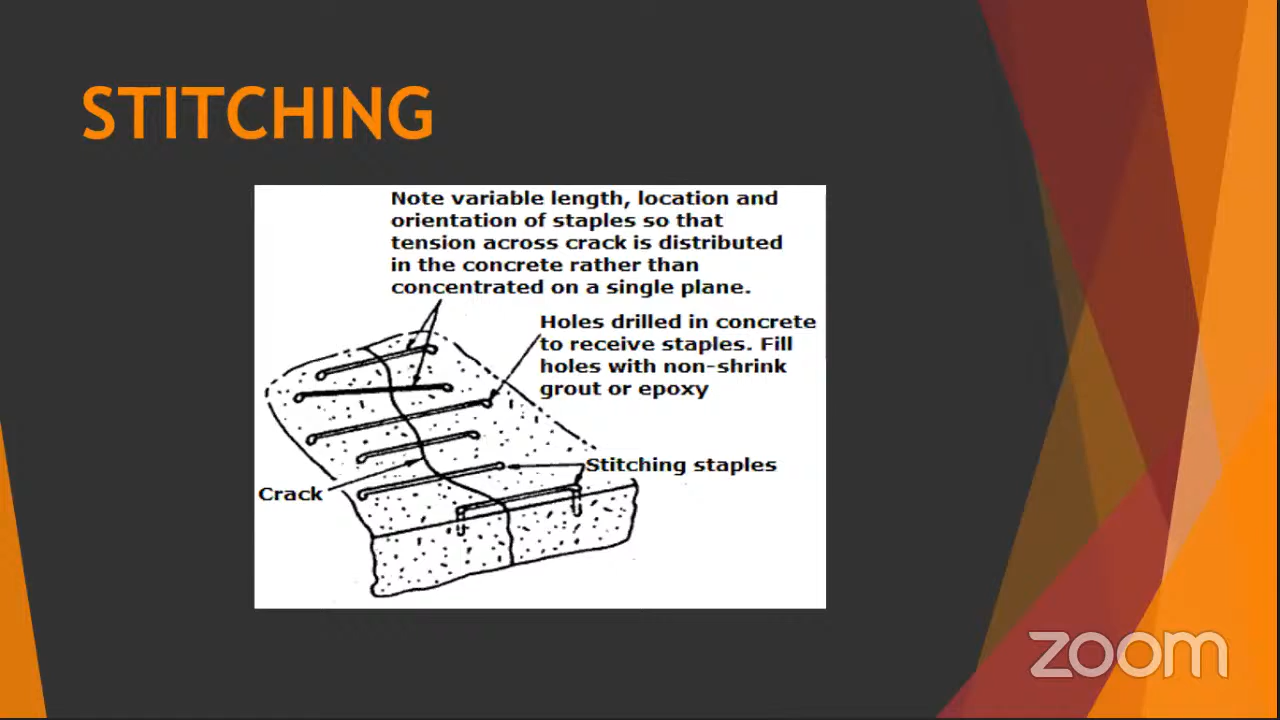 STITCHING
Note variable length, location and
orientation of staples so that
tension across crack is distributed
in the concrete rather than
concentrated on a single plane.
Holes drilled in concrete
to receive staples. Fill
holes with non-shrink
grout or epoxy
Stitching staples
Crack
zoom